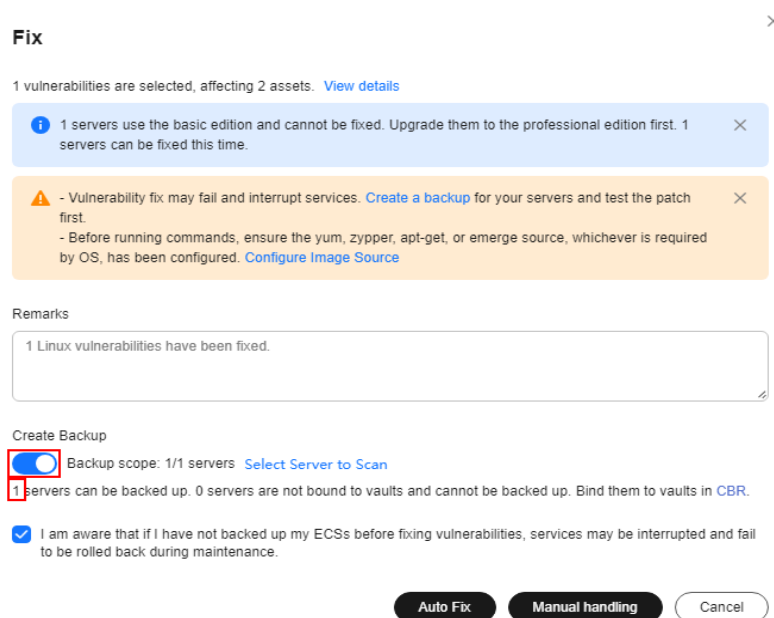 Fix
1 vulnerabilities are selected, affecting 2 assets. View details
1 servers use the basic edition and cannot be fixed. Upgrade them to the professional edition first. 1
servers can be fixed this time.
- Vulnerability fix may fail and interrupt services. Create a backup for your servers and test the patch
first.
- Before running commands, ensure the yum, zypper, apt-get, or emerge source, whichever is required
by OS, has been configured. Configure Image Source
Remarks
1 Linux vulnerabilities have been fixed.
Create Backup
Backup scope: 1/1 servers Select Server to Scan
1 servers can be backed up. 0 servers are not bound to vaults and cannot be backed up. Bind them to vaults in CBR.
I am aware that if I have not backed up my ECSs before fixing vulnerabilities, services may be interrupted and fail
to be rolled back during maintenance.
Auto Fix Manual handling Cancel